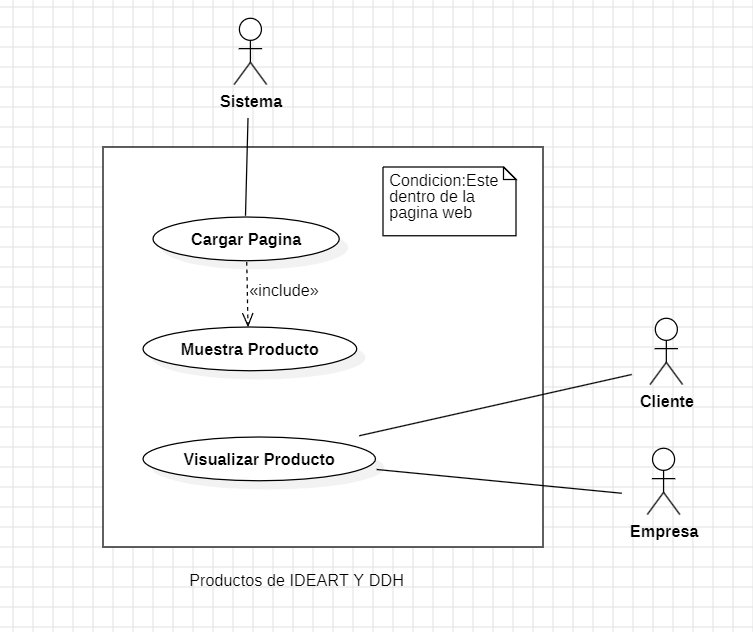 Sistema
Condicion:Este
dentro de la
pagina web
Cargar Pagina
«include»
Muestra Producto
Cliente
Visualizar Producto
Empresa
Productos de IDEART Y DDH